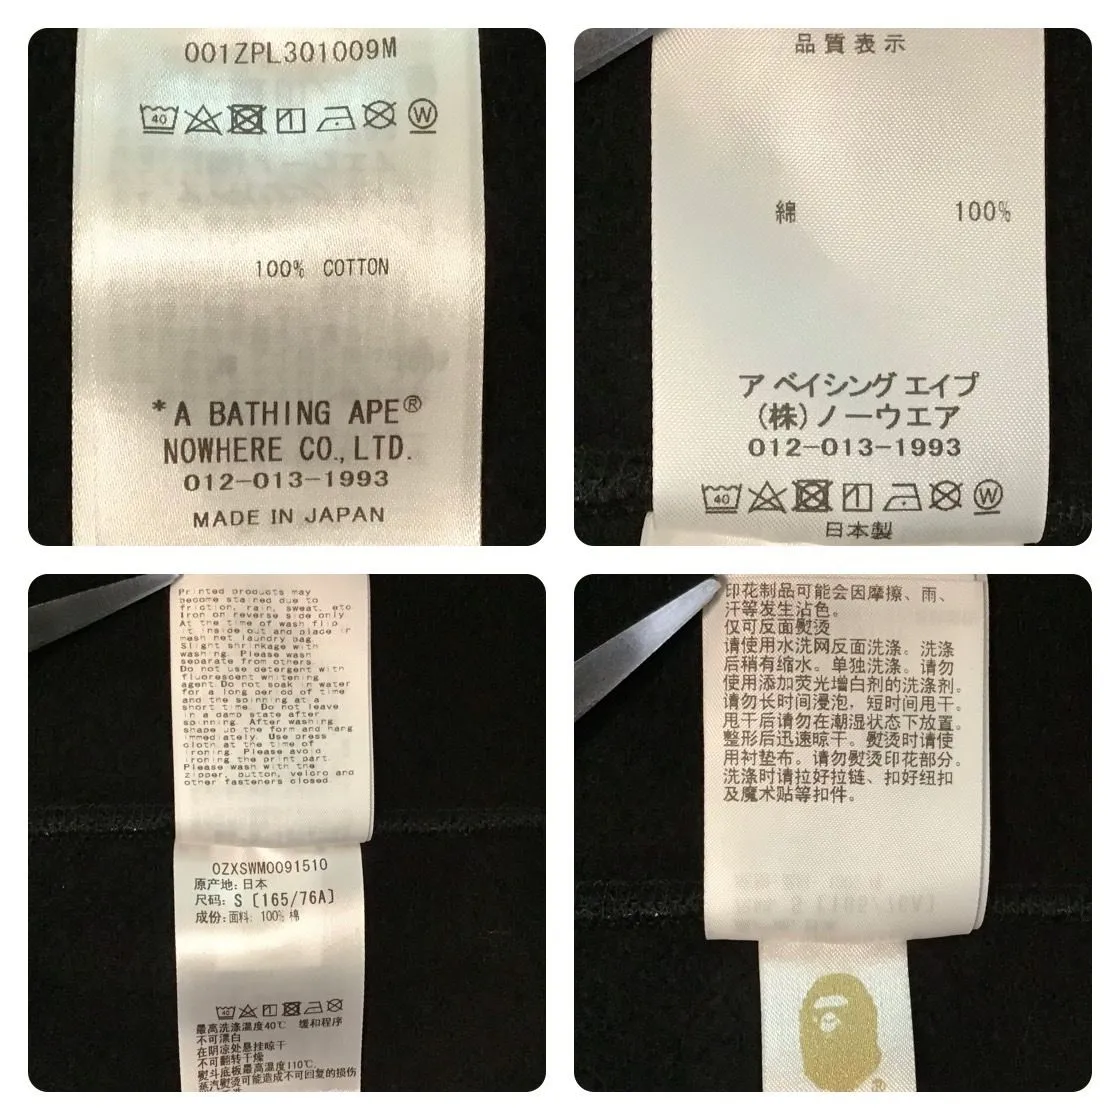 001ZPL301009M
40
W
100% COTTON
*A BATHING APE®
NOWHERE CO.,LTD.
012-013-1993
MADE IN JAPAN
品質表示
綿 100%
ア ベイシング エイプ
(株)ノーウエア
012-013-1993
40
W
日本製
Printed products may
become stained due to
friction, rain, sweat, etc
Iron on reverse side only
At the time of wash flip
it inside out and place in
mesh net laundry bag.
Slight shrinkage with
washing. Please wash
separate from others.
Do not use detergent with
fluorescent whitening
agent.Do not soak in water
for a long period of time
and the spinning at a
short time. Do not leave
in a damp state after
spinning. After washing
shape up the form and hang
immediately. Use press
cloth at the time of
ironing. Please avoid
ironing the print part.
Please wash with the
zipper, button, velcro and
other fasteners closed.
0ZXSWM0091510
原产地: 日本
尺码: S [165/76A]
成份: 面料: 100% 棉
40
最高洗涤温度40℃ 缓和程序
不可漂白
在阴凉处悬挂晾干
不可翻转干燥
熨斗底板最高温度110℃,
蒸汽熨烫可能造成不可回复的损伤
印花制品可能会因摩擦、雨、
汗等发生沾色。
仅可反面熨烫
请使用水洗网反面洗涤。洗涤
后稍有缩水。单独洗涤。请勿
使用添加荧光增白剂的洗涤剂。
请勿长时间浸泡，短时间甩干。
甩干后请勿在潮湿状态下放置。
整形后迅速晾干。熨烫时请使
用衬垫布。请勿熨烫印花部分。
洗涤时请拉好拉链、扣好纽扣
及魔术贴等扣件。
®